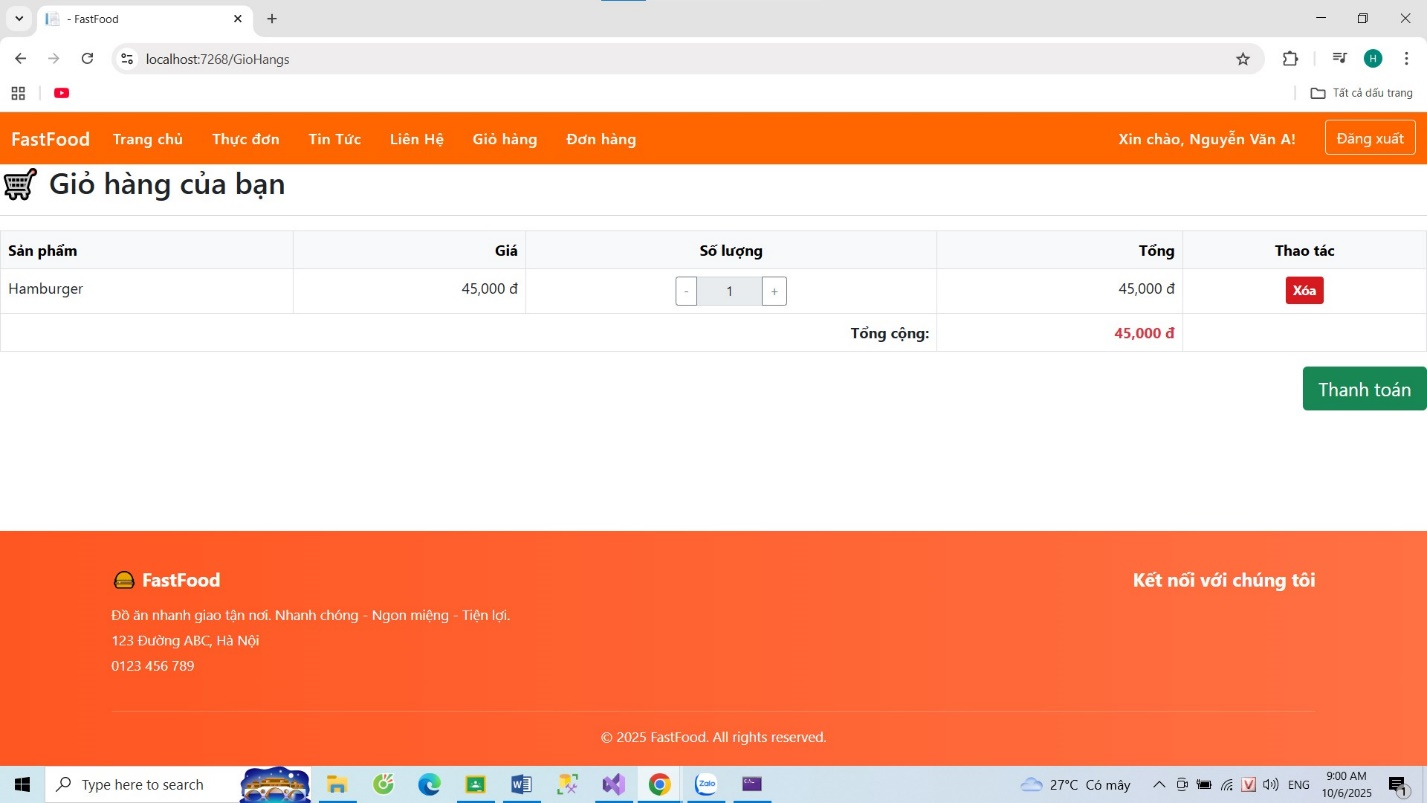 - FastFood
localhost:7268/GioHangs
Tất cả dấu trang
FastFood Trang chủ Thực đơn Tin Tức Liên Hệ Giỏ hàng Đơn hàng Xin chào, Nguyễn Văn A! Đăng xuất
Giỏ hàng của bạn
Sản phẩm Giá Số lượng Tổng Thao tác
Hamburger 45,000 đ - 1 + 45,000 đ Xóa
Tổng cộng: 45,000 đ
Thanh toán
FastFood Kết nối với chúng tôi
Đồ ăn nhanh giao tận nơi. Nhanh chóng - Ngon miệng - Tiện lợi.
123 Đường ABC, Hà Nội
0123 456 789
© 2025 FastFood. All rights reserved.
Type here to search 27°C Có mây ENG 9:00 AM
10/6/2025